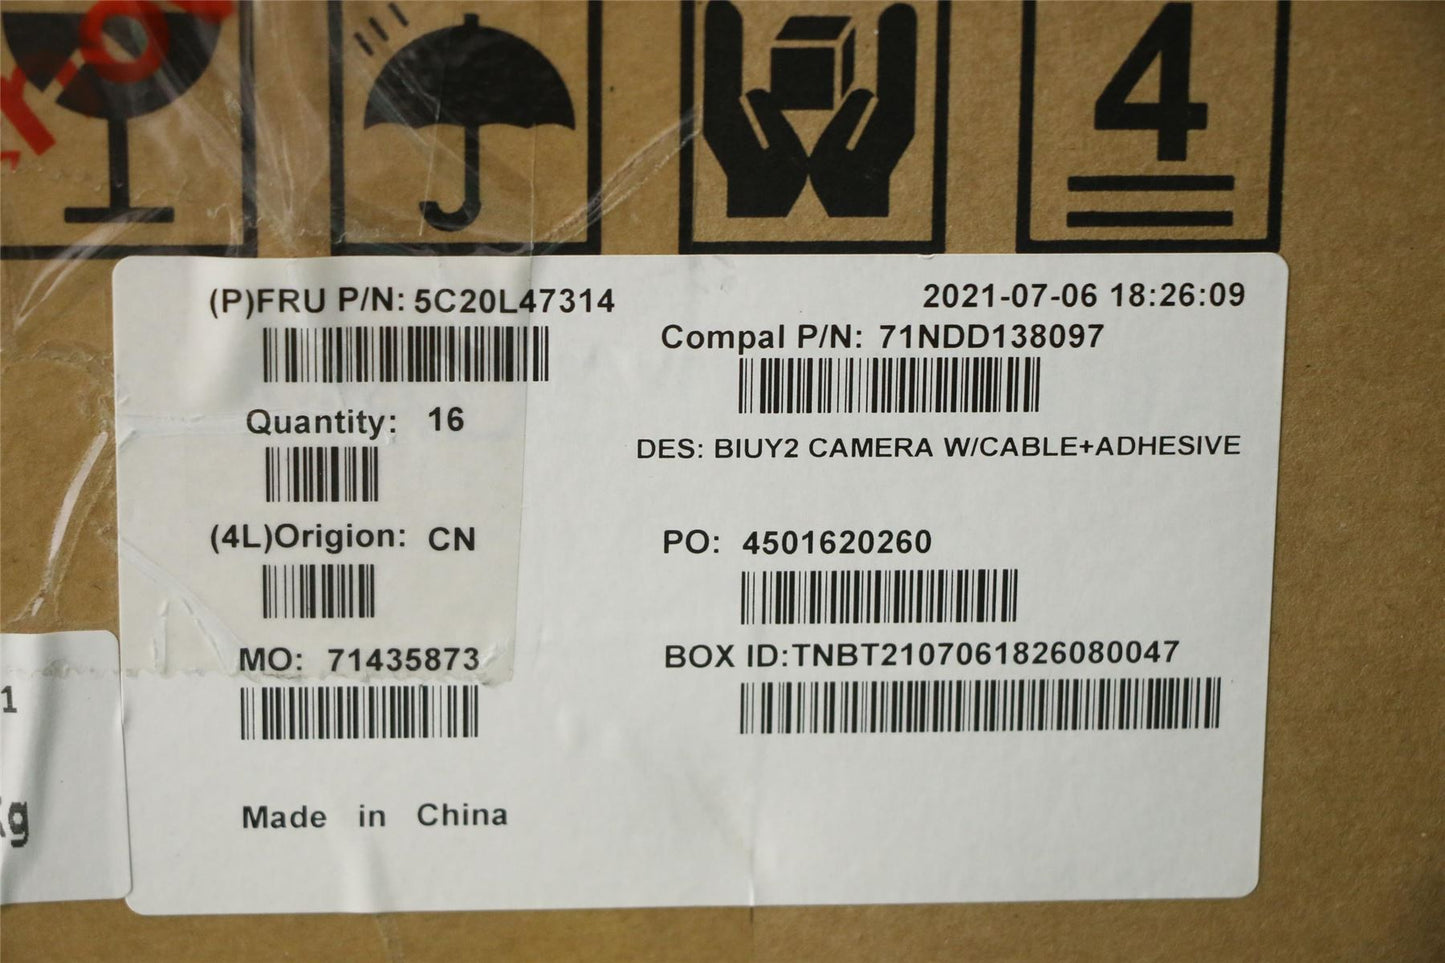 4
(P)FRU P/N: 5C20L47314
2021-07-06 18:26:09
Compal P/N: 71NDD138097
Quantity: 16
DES: BIUY2 CAMERA W/CABLE+ADHESIVE
(4L)Origion: CN
PO: 4501620260
MO: 71435873
BOX ID:TNBT2107061826080047
Made in China
1